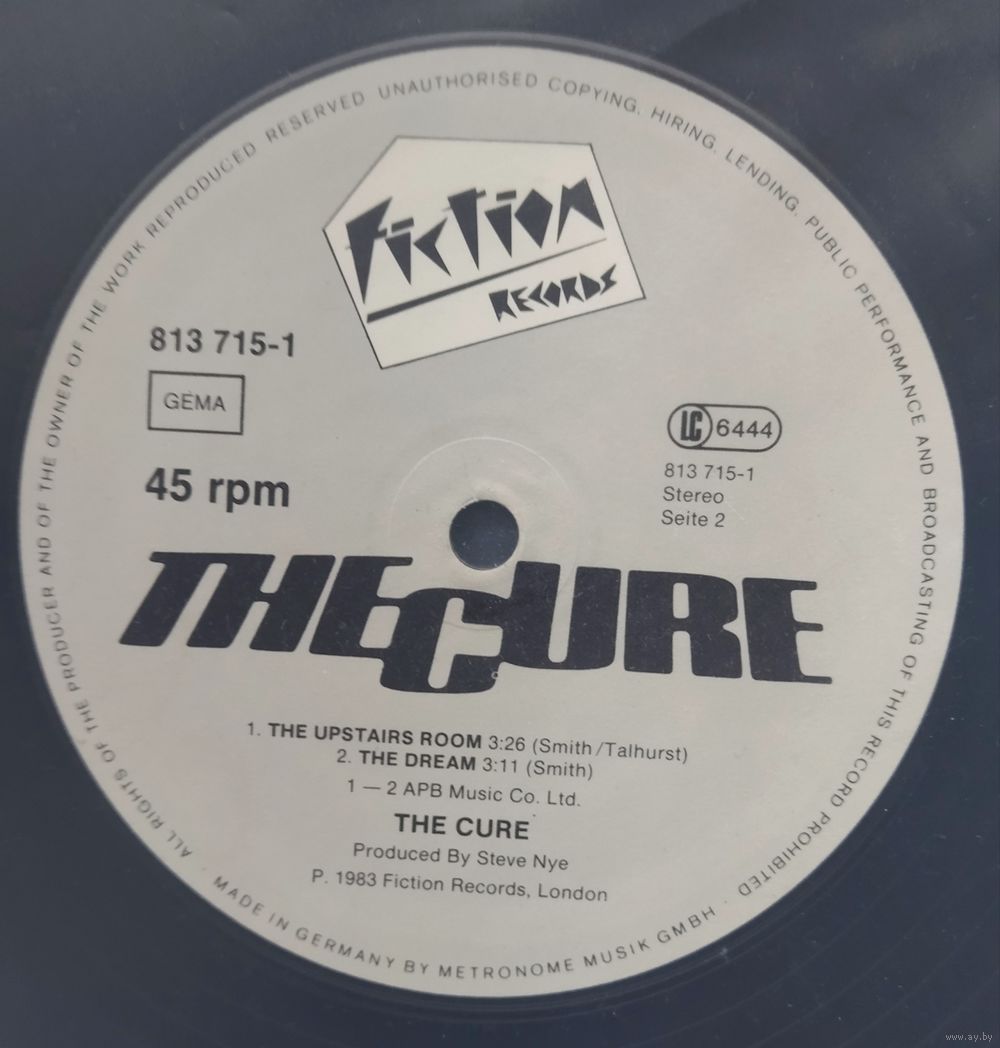 ALL RIGHTS OF THE PRODUCER AND OF THE OWNER OF THE WORK REPRODUCED RESERVED UNAUTHORISED COPYING, HIRING, LENDING, PUBLIC PERFORMANCE AND BROADCASTING OF THIS RECORD PROHIBITED
FICTION
RECORDS
813 715-1
GEMA
45 rpm
LC 6444
813 715-1
Stereo
Seite 2
THE CURE
1. THE UPSTAIRS ROOM 3:26 (Smith/Talhurst)
2. THE DREAM 3:11 (Smith)
1 — 2 APB Music Co. Ltd.
THE CURE
Produced By Steve Nye
P. 1983 Fiction Records, London
· MADE IN GERMANY BY METRONOME MUSIK GMBH ·
www.ay.by